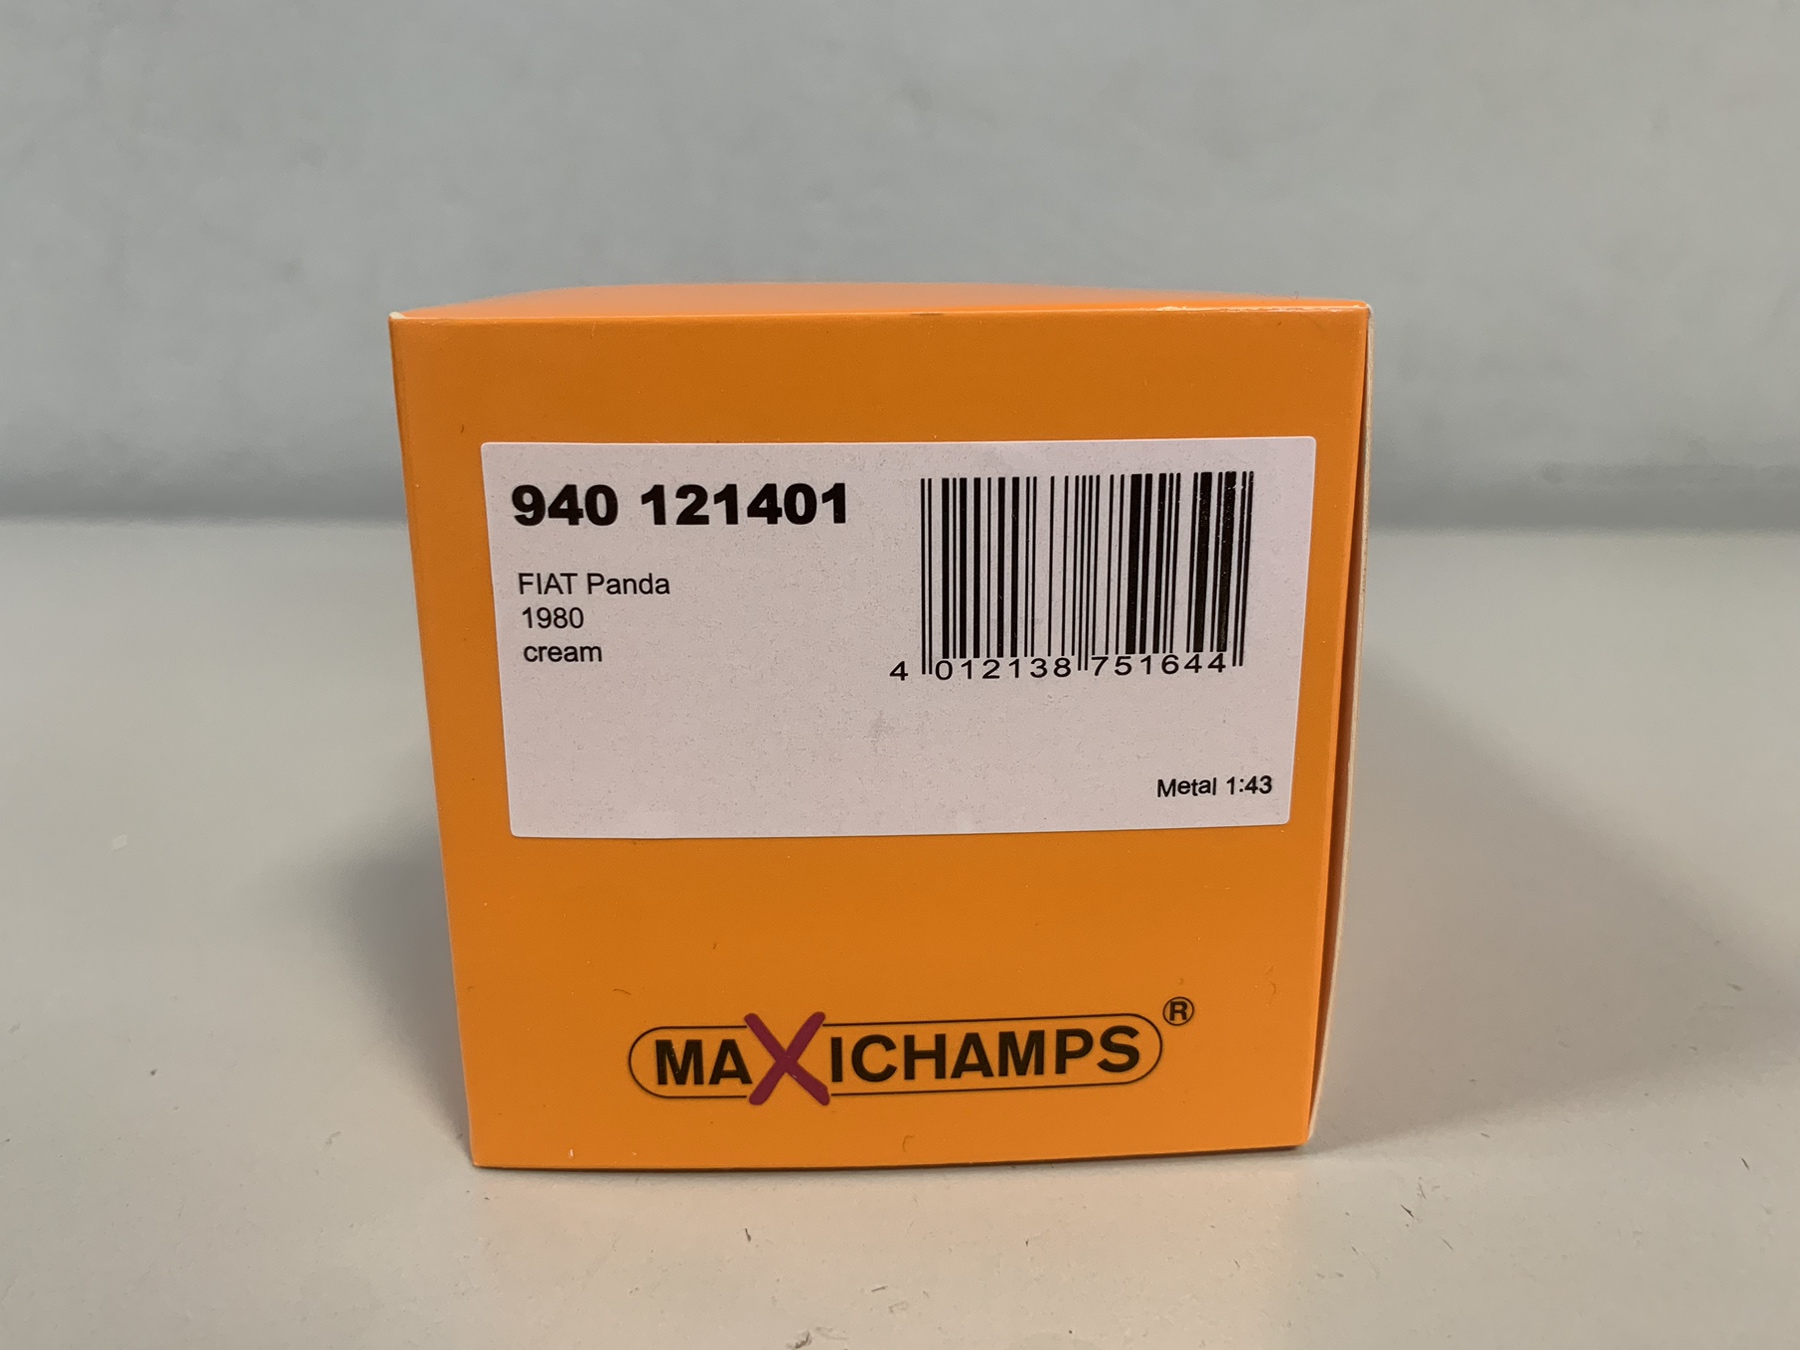 940 121401
FIAT Panda
1980
cream
4 012138 751644
Metal 1:43
MAXICHAMPS®